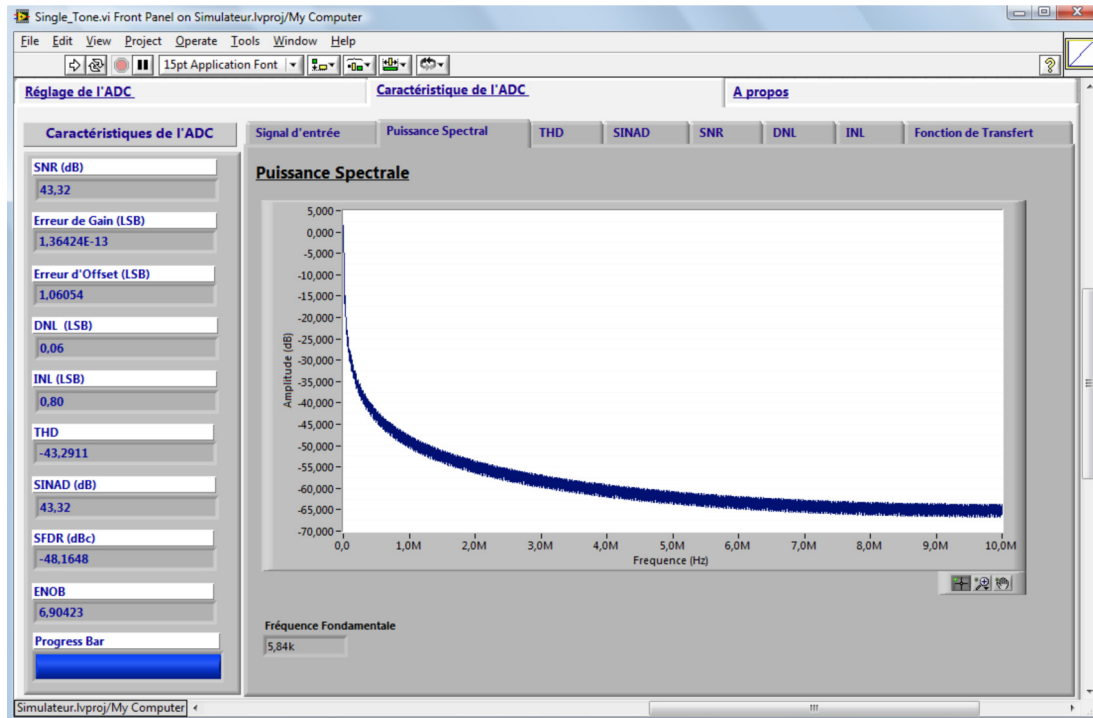 Single_Tone.vi Front Panel on Simulateur.lvproj/My Computer
File Edit View Project Operate Tools Window Help
15pt Application Font
Réglage de l'ADC
Caractéristique de l'ADC
A propos
Caractéristiques de l'ADC
SNR (dB)
43,32
Erreur de Gain (LSB)
1,36424E-13
Erreur d'Offset (LSB)
1,06054
DNL (LSB)
0,06
INL (LSB)
0,80
THD
-43,2911
SINAD (dB)
43,32
SFDR (dBc)
-48,1648
ENOB
6,90423
Progress Bar
Signal d'entrée
Puissance Spectral
THD
SINAD
SNR
DNL
INL
Fonction de Transfert
Puissance Spectrale
Amplitude (dB)
5,000
0,000
-5,000
-10,000
-15,000
-20,000
-25,000
-30,000
-35,000
-40,000
-45,000
-50,000
-55,000
-60,000
-65,000
-70,000
0,0 1,0M 2,0M 3,0M 4,0M 5,0M 6,0M 7,0M 8,0M 9,0M 10,0M
Frequence (Hz)
Fréquence Fondamentale
5,84k
Simulateur.lvproj/My Computer